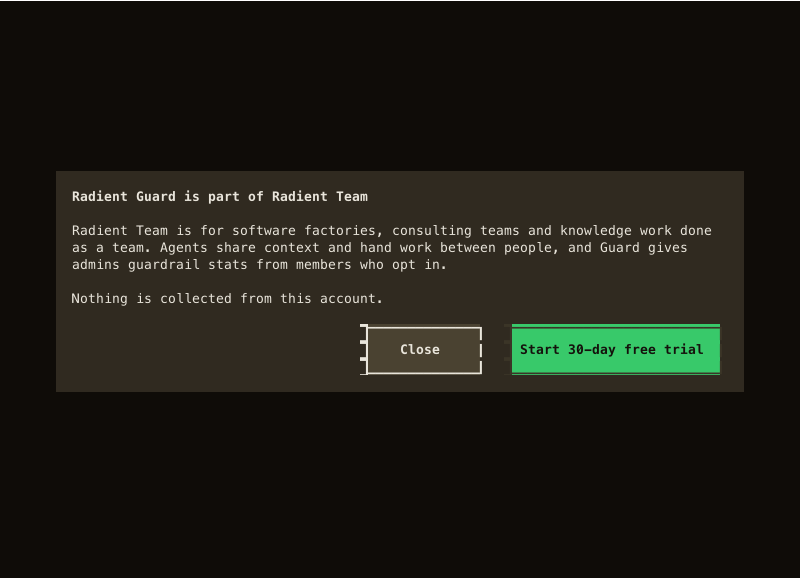 Radient Guard is part of Radient Team
Radient Team is for software factories, consulting teams and knowledge work done
as a team. Agents share context and hand work between people, and Guard gives
admins guardrail stats from members who opt in.
Nothing is collected from this account.
Close
Start 30-day free trial